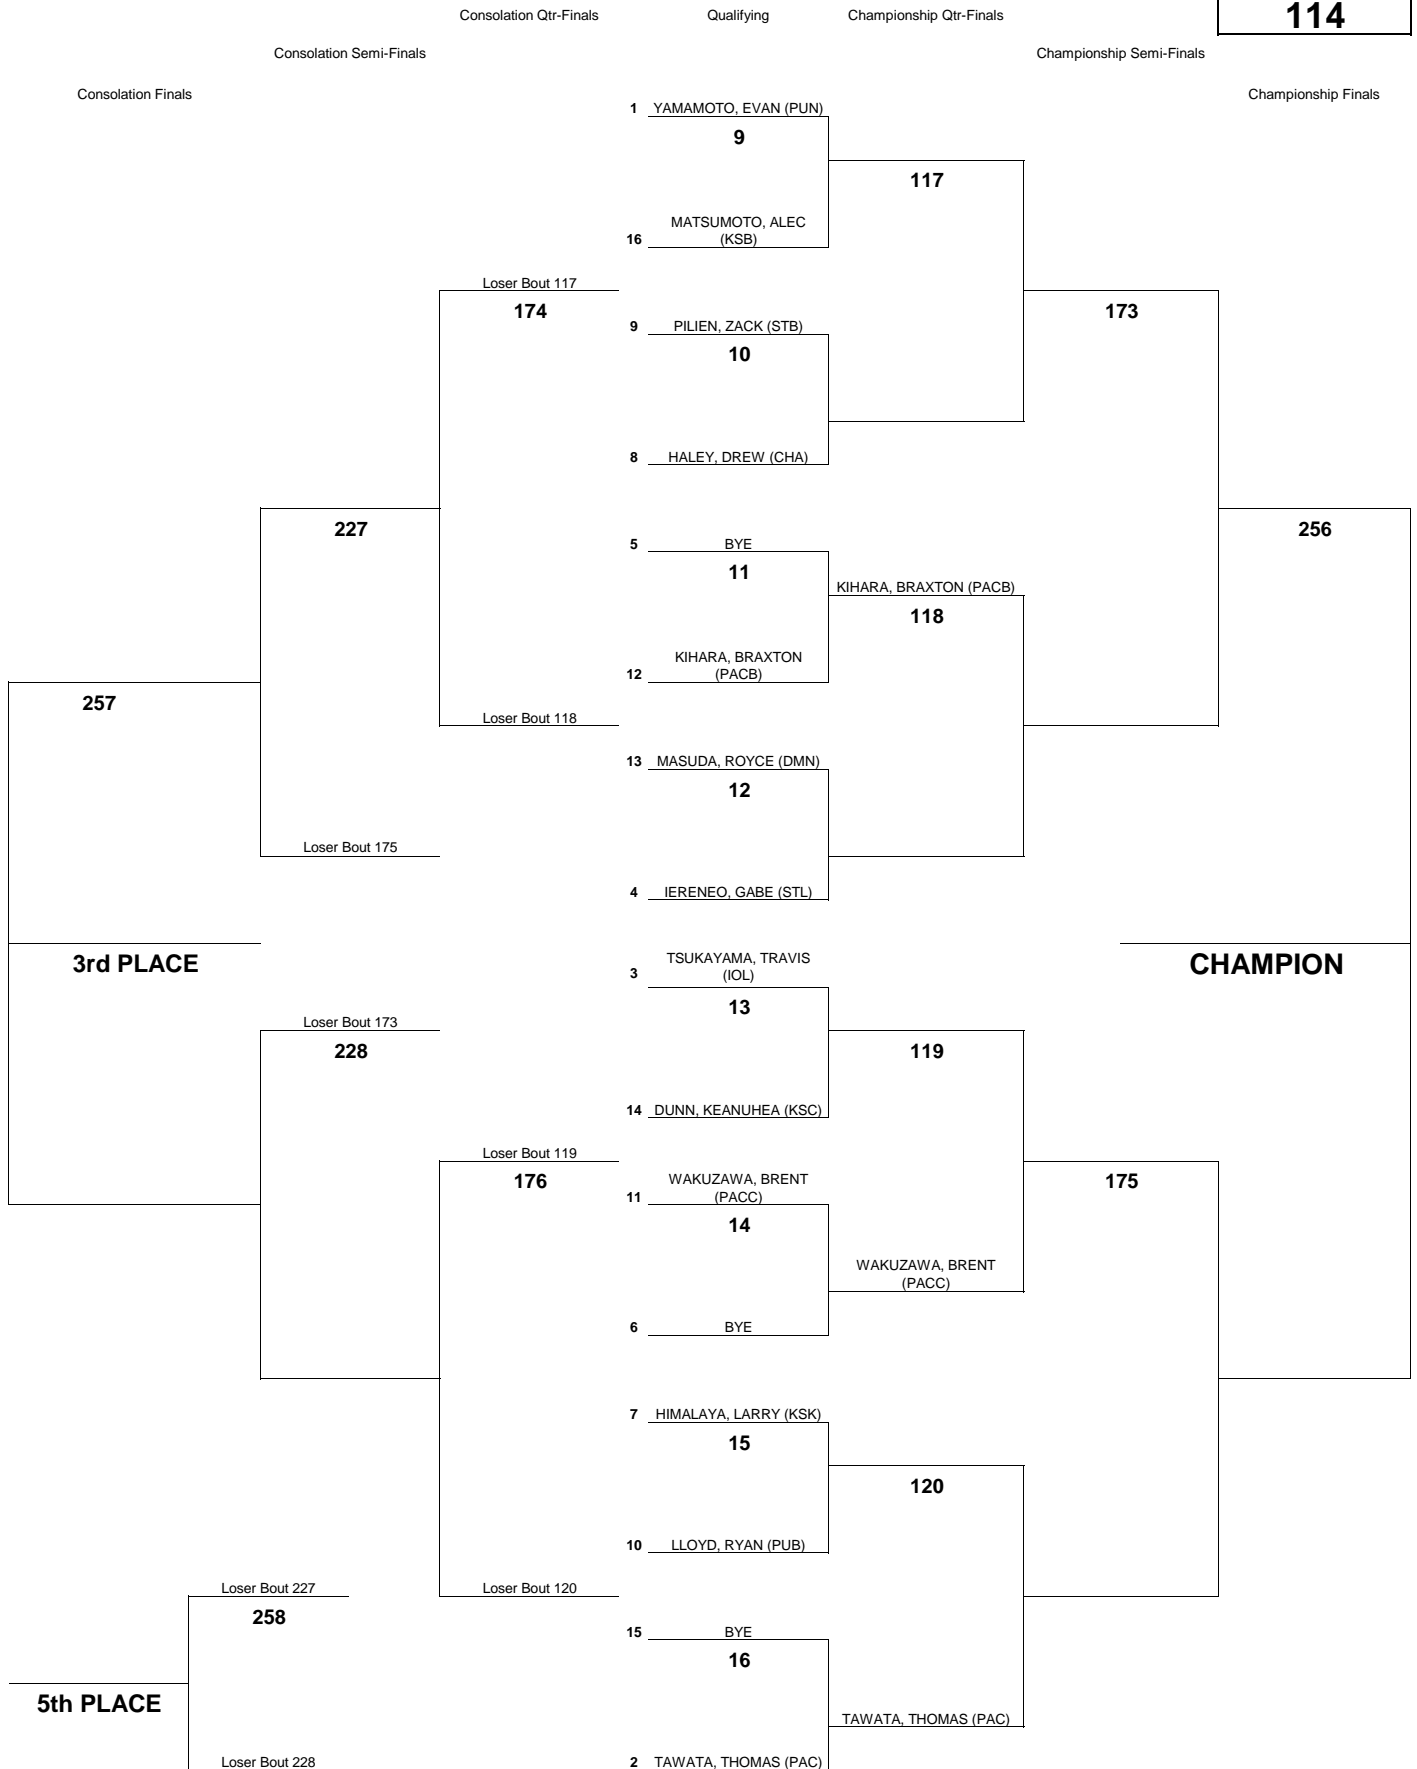 Consolation Qtr-Finals
Qualifying
Championship Qtr-Finals
114
Consolation Semi-Finals
Championship Semi-Finals
Consolation Finals
Championship Finals
1 YAMAMOTO, EVAN (PUN)
9
117
MATSUMOTO, ALEC
16 (KSB)
Loser Bout 117
174
173
9 PILIEN, ZACK (STB)
10
8 HALEY, DREW (CHA)
227
256
5 BYE
11
KIHARA, BRAXTON (PACB)
118
KIHARA, BRAXTON
12 (PACB)
257
Loser Bout 118
13 MASUDA, ROYCE (DMN)
12
Loser Bout 175
4 IERENEO, GABE (STL)
3rd PLACE
CHAMPION
TSUKAYAMA, TRAVIS
3 (IOL)
13
Loser Bout 173
228
119
14 DUNN, KEANUHEA (KSC)
Loser Bout 119
176
175
WAKUZAWA, BRENT
11 (PACC)
14
WAKUZAWA, BRENT
(PACC)
6 BYE
7 HIMALAYA, LARRY (KSK)
15
120
10 LLOYD, RYAN (PUB)
Loser Bout 227
Loser Bout 120
258
15 BYE
16
5th PLACE
TAWATA, THOMAS (PAC)
Loser Bout 228
2 TAWATA, THOMAS (PAC)